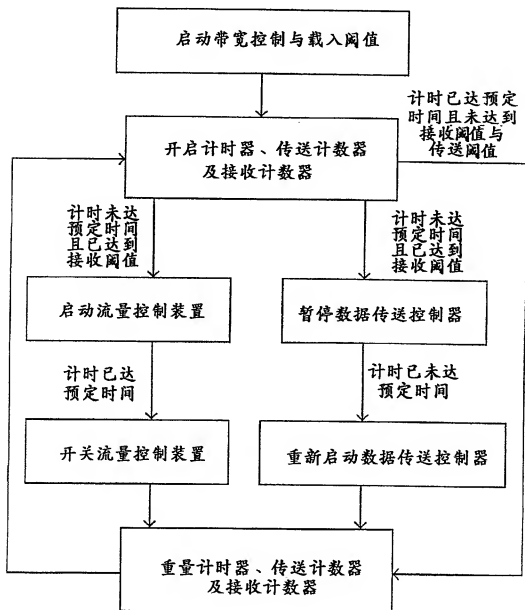 启动带宽控制与载入阈值
计时已达预定
时间且未达到
接收阈值与
传送阈值
开启计时器、传送计数器
及接收计数器
计时未达
预定时间
且已达到
接收阈值
计时未达
预定时间
且已达到
接收阈值
启动流量控制装置
暂停数据传送控制器
计时已达
预定时间
计时已未达
预定时间
开关流量控制装置
重新启动数据传送控制器
重量计时器、传送计数器
及接收计数器